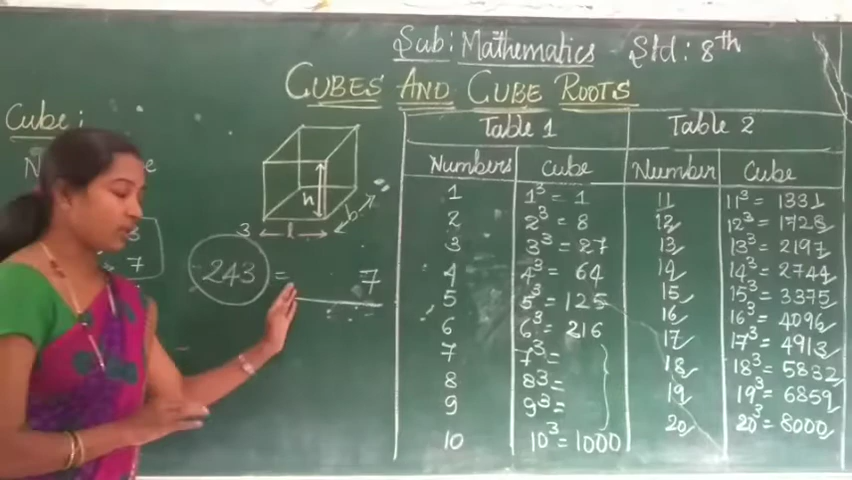 Sub: Mathematics - Std: 8th
CUBES AND CUBE ROOTS
Cube:
h
b
l
3
7
243³ = 7
Table 1 Table 2
Numbers Cube Number Cube
1 1³ = 1 11 11³ = 1331
2 2³ = 8 12 12³ = 1728
3 3³ = 27 13 13³ = 2197
4 4³ = 64 14 14³ = 2744
5 5³ = 125 15 15³ = 3375
6 6³ = 216 16 16³ = 4096
7 7³ = 17 17³ = 4913
8 8³ = 18 18³ = 5832
9 9³ = 19 19³ = 6859
10 10³ = 1000 20 20³ = 8000